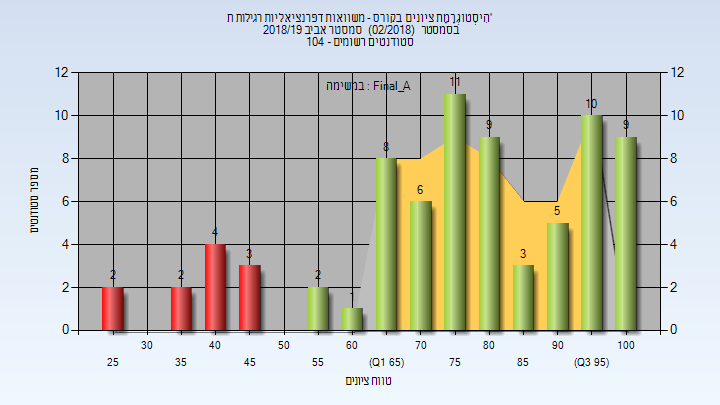 הִיסְטוגְרַמַת ציונים בקורס - משוואות דפרנציאליות רגילות ת'
בסמסטר (02/2018) סמסטר אביב 2018/19
סטודנטים רשומים - 104
במשימה : Final_A
מספר סטודנטים
12 12
10 10
8 8
6 6
4 4
2 2
0 0
2 2 4 3 2 1 8 6 11 9 3 5 10 9
30 40 50 60 70 80 90 100
25 35 45 55 (Q1 65) 75 85 (Q3 95)
טווח ציונים